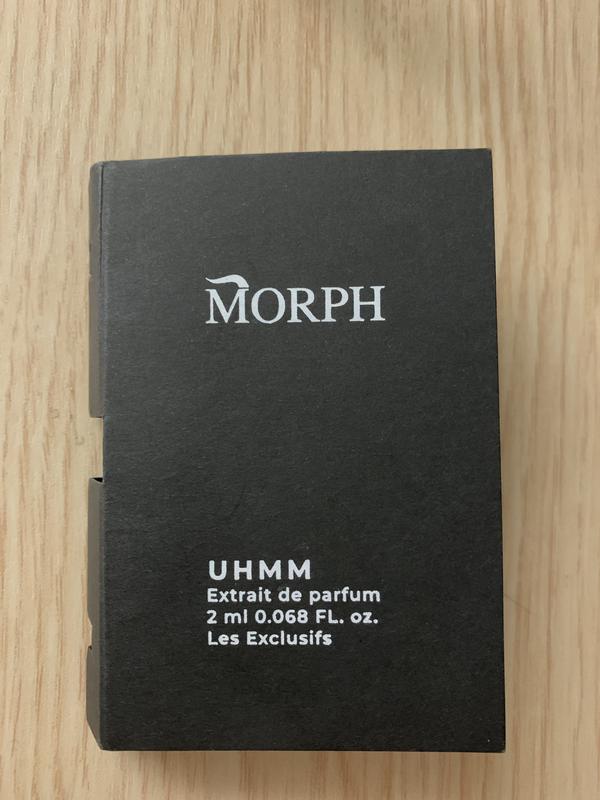 MORPH
UHMM
Extrait de parfum
2 ml 0.068 FL. oz.
Les Exclusifs